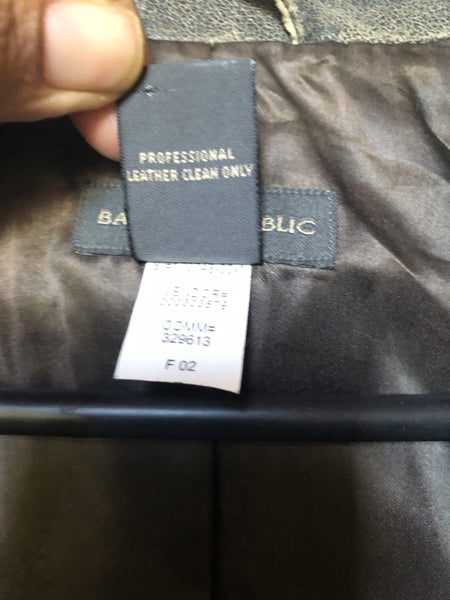 PROFESSIONAL
LEATHER CLEAN ONLY
BA BLIC
COMM=
329613
F 02